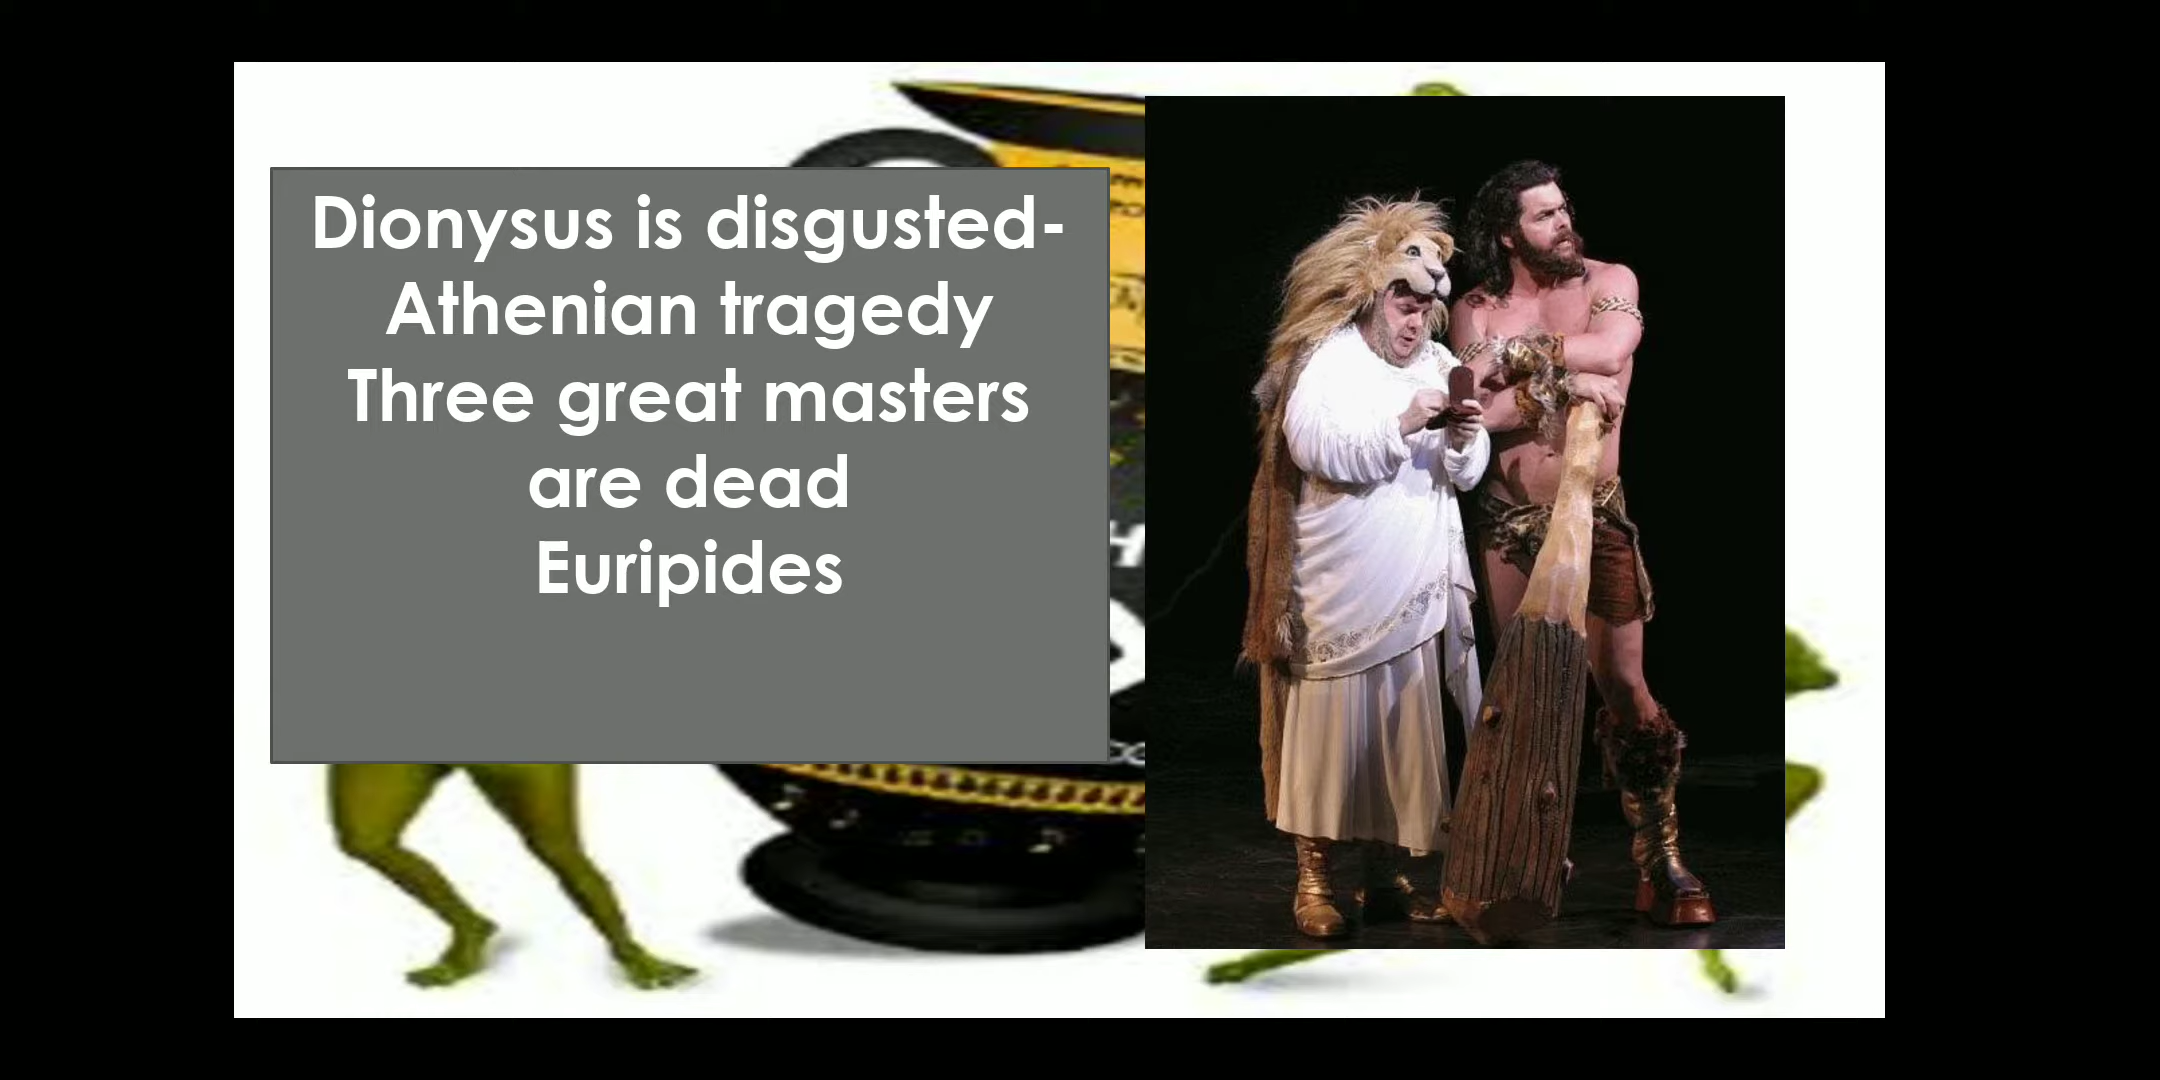 Dionysus is disgusted-
Athenian tragedy
Three great masters
are dead
Euripides